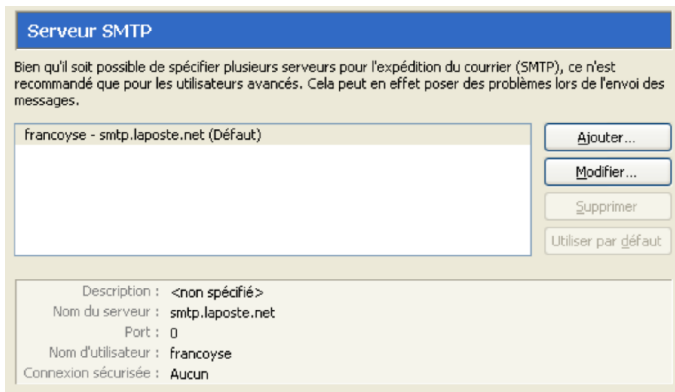 Serveur SMTP
Bien qu'il soit possible de spécifier plusieurs serveurs pour l'expédition du courrier (SMTP), ce n'est
recommandé que pour les utilisateurs avancés. Cela peut en effet poser des problèmes lors de l'envoi des
messages.
francoyse - smtp.laposte.net (Défaut)
Ajouter...
Modifier...
Supprimer
Utiliser par défaut
Description : <non spécifié>
Nom du serveur : smtp.laposte.net
Port : 0
Nom d'utilisateur : francoyse
Connexion sécurisée : Aucun